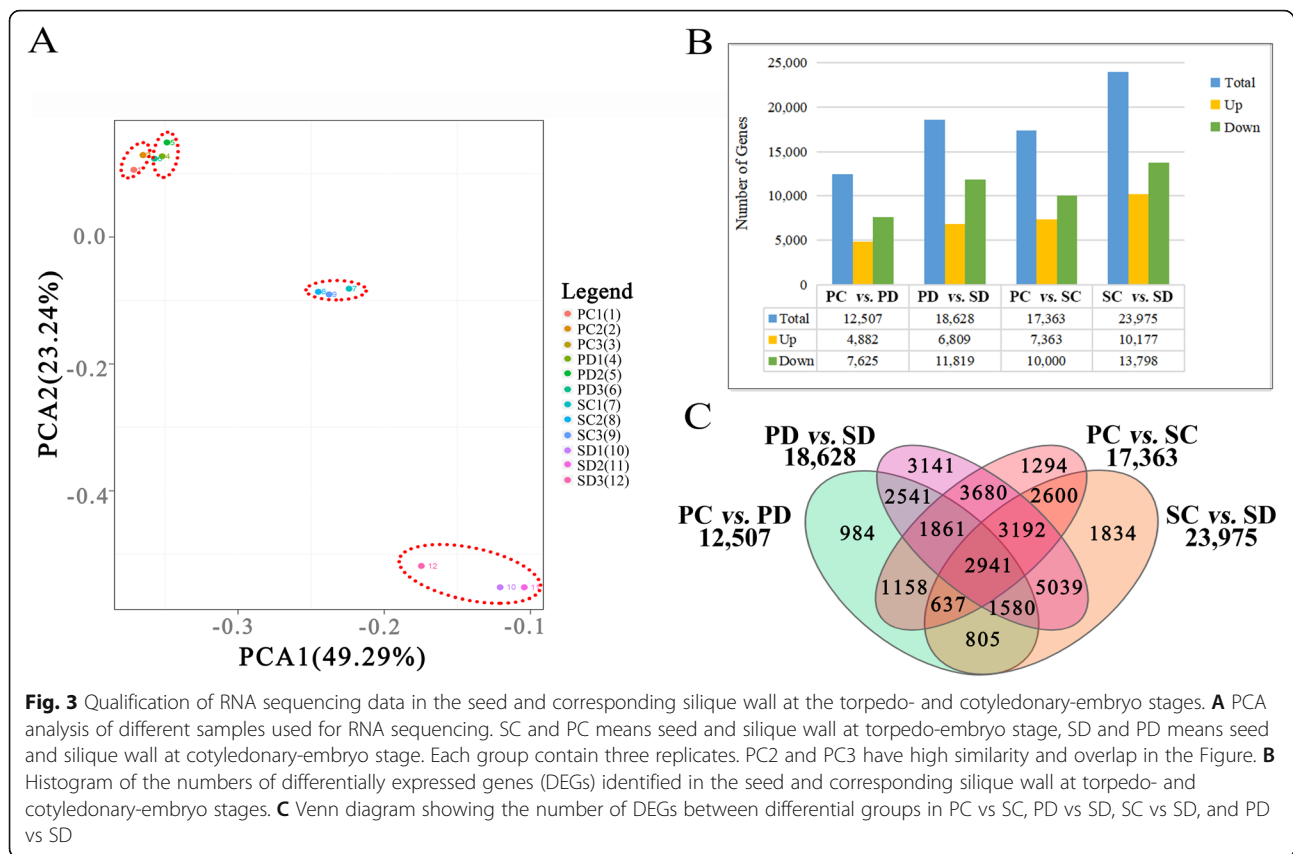 A
PCA2(23.24%)
0.0
-0.2
-0.4
1
4
5
7
8
9
10
11
12
-0.3 -0.2 -0.1
PCA1(49.29%)
Legend
PC1(1)
PC2(2)
PC3(3)
PD1(4)
PD2(5)
PD3(6)
SC1(7)
SC2(8)
SC3(9)
SD1(10)
SD2(11)
SD3(12)
B
Number of Genes
25,000
20,000
15,000
10,000
5,000
0
Total
Up
Down
PC vs. PD PD vs. SD PC vs. SC SC vs. SD
Total 12,507 18,628 17,363 23,975
Up 4,882 6,809 7,363 10,177
Down 7,625 11,819 10,000 13,798
C
PD vs. SD
18,628
PC vs. SC
17,363
PC vs. PD
12,507
SC vs. SD
23,975
3141 1294
2541 3680 2600
984 1861 3192 1834
2941
1158 5039
637 1580
805
Fig. 3 Qualification of RNA sequencing data in the seed and corresponding silique wall at the torpedo- and cotyledonary-embryo stages. A PCA
analysis of different samples used for RNA sequencing. SC and PC means seed and silique wall at torpedo-embryo stage, SD and PD means seed
and silique wall at cotyledonary-embryo stage. Each group contain three replicates. PC2 and PC3 have high similarity and overlap in the Figure. B
Histogram of the numbers of differentially expressed genes (DEGs) identified in the seed and corresponding silique wall at torpedo- and
cotyledonary-embryo stages. C Venn diagram showing the number of DEGs between differential groups in PC vs SC, PD vs SD, SC vs SD, and PD
vs SD